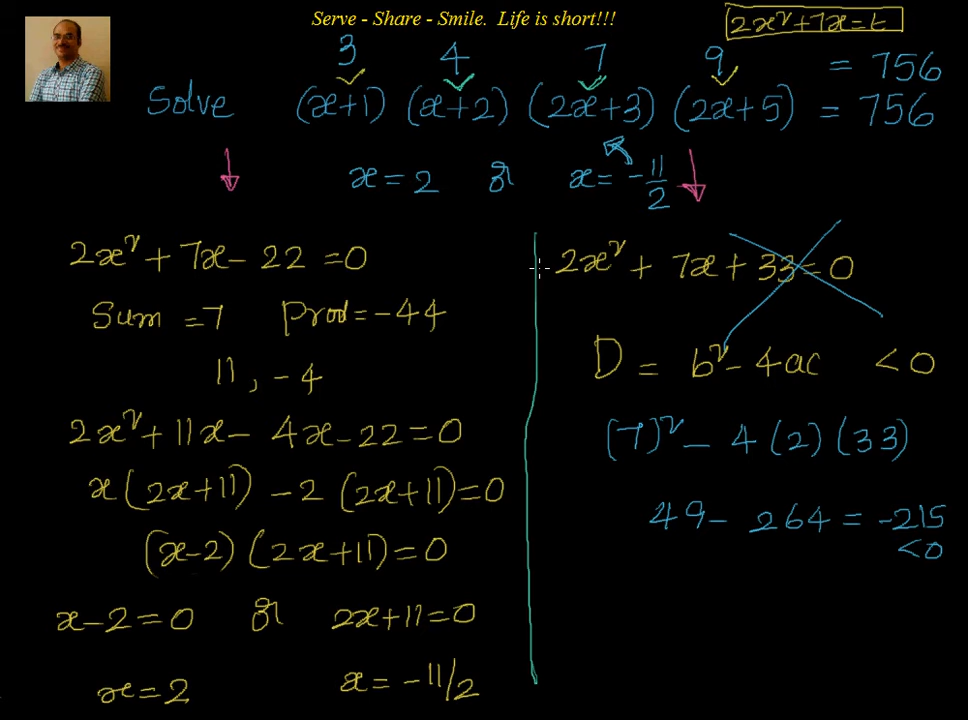 Serve - Share - Smile. Life is short!!!
2x² + 7x = t
3 4 7 9 = 756
Solve (x+1) (x+2) (2x+3) (2x+5) = 756
x = 2 or x = -11/2
2x² + 7x - 22 = 0
Sum = 7 Prod = -44
11, -4
2x² + 11x - 4x - 22 = 0
x(2x+11) - 2(2x+11) = 0
(x-2)(2x+11) = 0
x-2 = 0 or 2x+11 = 0
x = 2 x = -11/2
2x² + 7x + 33 = 0
D = b² - 4ac < 0
(7)² - 4(2)(33)
49 - 264 = -215
< 0